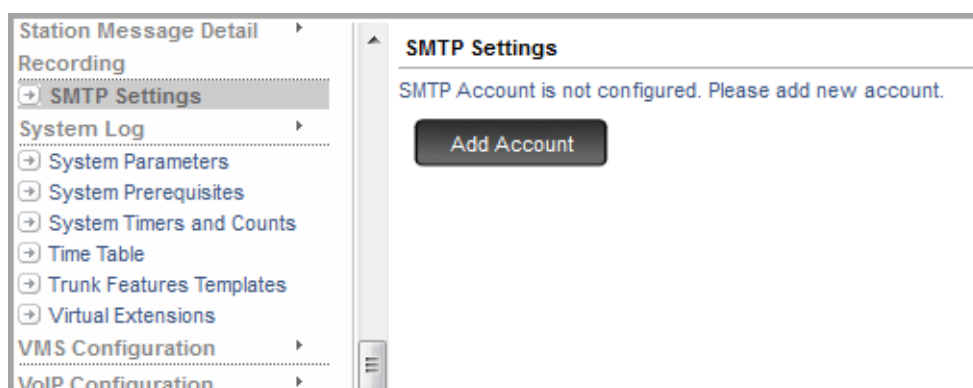 Station Message Detail
Recording
SMTP Settings
System Log
System Parameters
System Prerequisites
System Timers and Counts
Time Table
Trunk Features Templates
Virtual Extensions
VMS Configuration
VoIP Configuration
SMTP Settings
SMTP Account is not configured. Please add new account.
Add Account